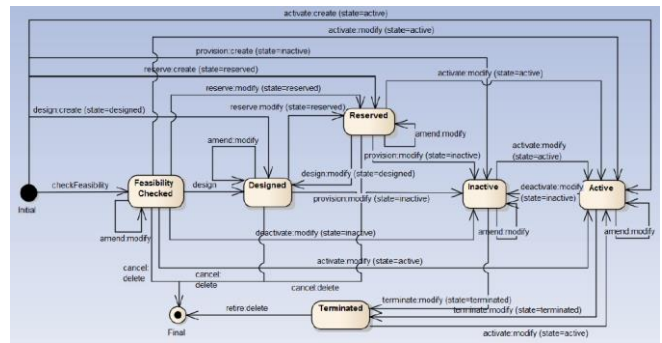 activate:create (state=active)
activate:modify (state=active)
provision:create (state=inactive)
reserve:create (state=reserved)
activate:modify (state=active)
reserve:modify (state=reserved)
reserve:modify (state=reserved)
design:create (state=designed)
Reserved
amend:modify
amend:modify
activate:modify
(state=active)
provision:modify (state=inactive)
design:modify (state=designed)
Initial
checkFeasibility
Feasibility
Checked
design
Designed
Inactive
Active
deactivate:modify
(state=inactive)
provision:modify (state=inactive)
amend:modify
amend:modify
amend:modify
deactivate:modify (state=inactive)
activate:modify (state=active)
cancel:
delete
cancel:
delete
cancel:delete
terminate:modify (state=terminated)
terminate:modify (state=terminated)
retire:delete
Terminated
Final
activate:modify (state=active)